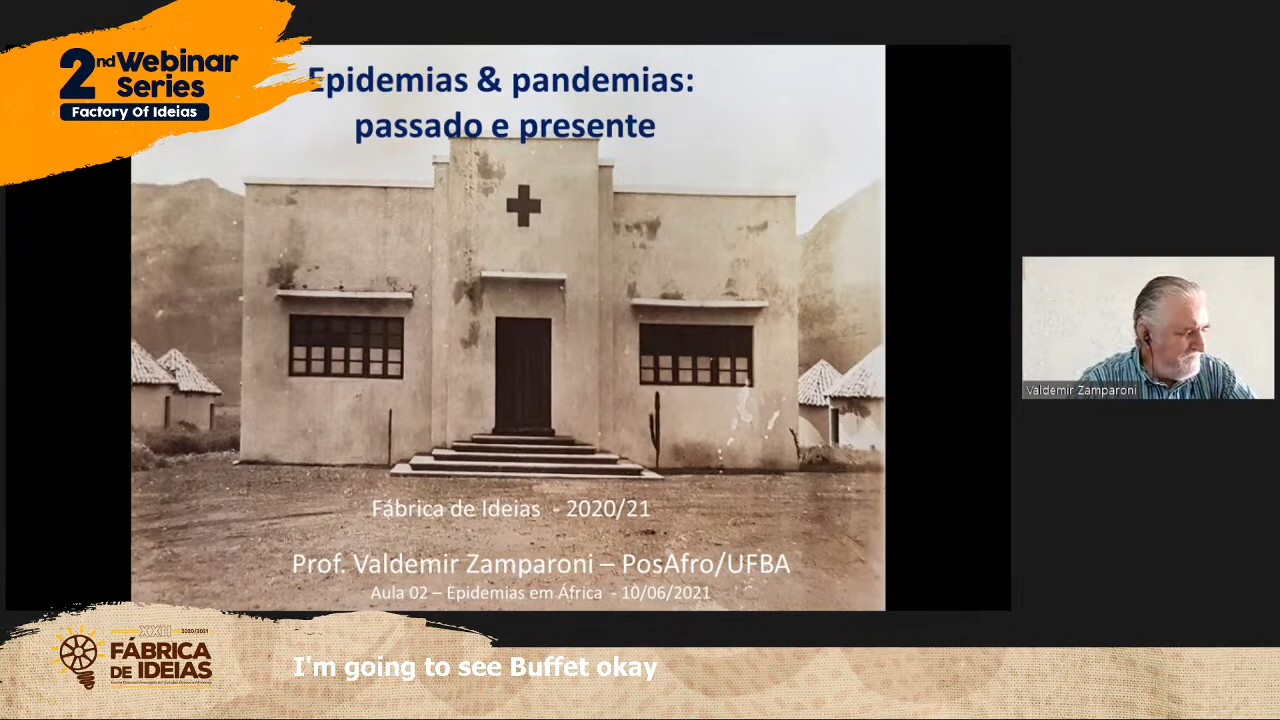 2nd Webinar
Series
Factory Of Ideias
Epidemias & pandemias:
passado e presente
Fábrica de Ideias - 2020/21
Prof. Valdemir Zamparoni – PosAfro/UFBA
Aula 02 – Epidemias em África - 10/06/2021
Valdemir Zamparoni
XXII 2020/2021
FÁBRICA
DE IDEIAS
I'm going to see Buffet okay